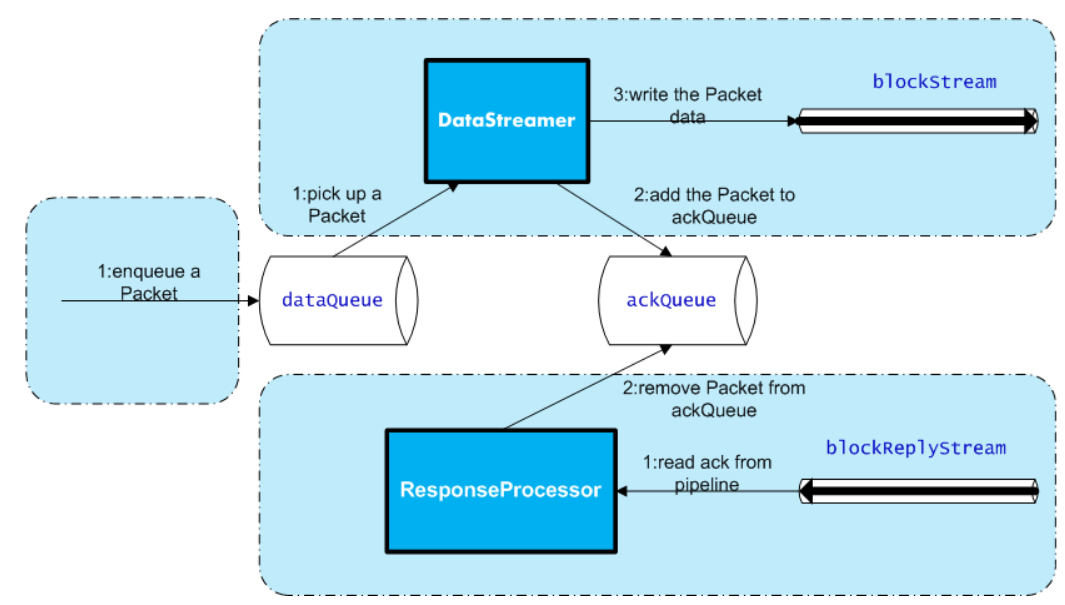 blockStream
3:write the Packet
data
DataStreamer
1:pick up a
Packet
2:add the Packet to
ackQueue
1:enqueue a
Packet
dataQueue
ackQueue
2:remove Packet from
ackQueue
blockReplyStream
1:read ack from
pipeline
ResponseProcessor